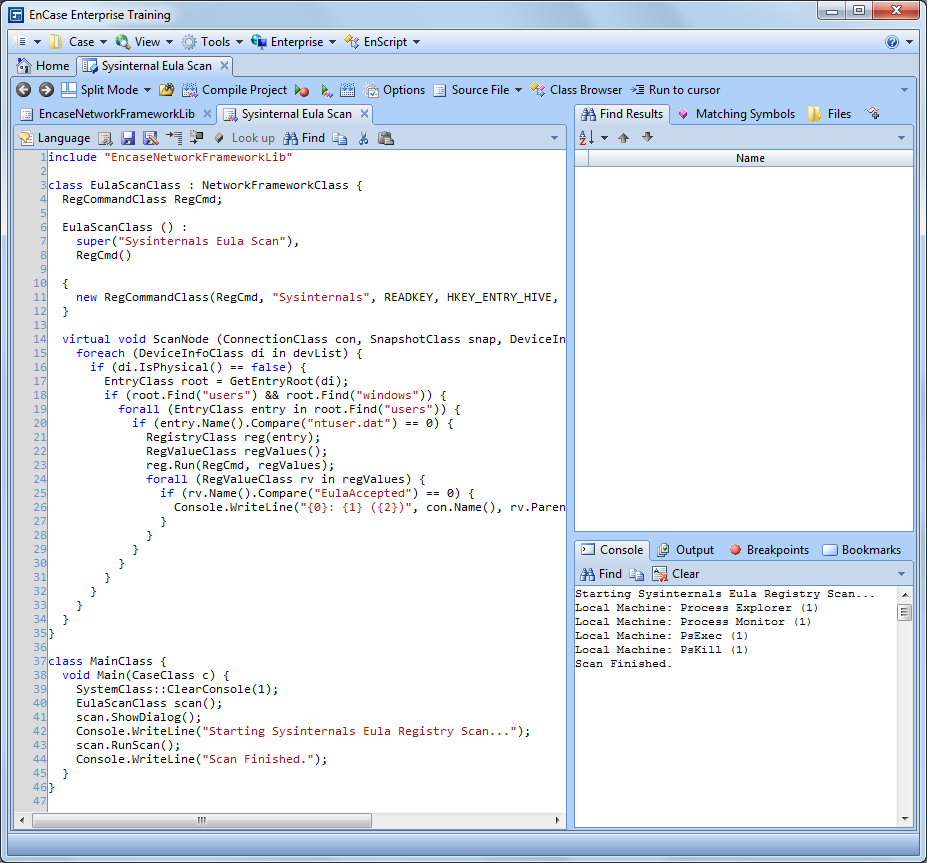 EnCase Enterprise Training
Case View Tools Enterprise EnScript
Home Sysinternal Eula Scan
Split Mode Compile Project Options Source File Class Browser Run to cursor
EncaseNetworkFrameworkLib Sysinternal Eula Scan
Language Look up Find
1 include "EncaseNetworkFrameworkLib"
2
3 class EulaScanClass : NetworkFrameworkClass {
4   RegCommandClass RegCmd;
5
6   EulaScanClass () :
7     super("Sysinternals Eula Scan"),
8     RegCmd()
9
10   {
11     new RegCommandClass(RegCmd, "Sysinternals", READKEY, HKEY_ENTRY_HIVE,
12   }
13
14   virtual void ScanNode (ConnectionClass con, SnapshotClass snap, DeviceIn
15     foreach (DeviceInfoClass di in devList) {
16       if (di.IsPhysical() == false) {
17         EntryClass root = GetEntryRoot(di);
18         if (root.Find("users") && root.Find("windows")) {
19           forall (EntryClass entry in root.Find("users")) {
20             if (entry.Name().Compare("ntuser.dat") == 0) {
21               RegistryClass reg(entry);
22               RegValueClass regValues();
23               reg.Run(RegCmd, regValues);
24               forall (RegValueClass rv in regValues) {
25                 if (rv.Name().Compare("EulaAccepted") == 0) {
26                   Console.WriteLine("{0}: {1} ({2})", con.Name(), rv.Paren
27                 }
28               }
29             }
30           }
31         }
32       }
33     }
34   }
35 }
36
37 class MainClass {
38   void Main(CaseClass c) {
39     SystemClass::ClearConsole(1);
40     EulaScanClass scan();
41     scan.ShowDialog();
42     Console.WriteLine("Starting Sysinternals Eula Registry Scan...");
43     scan.RunScan();
44     Console.WriteLine("Scan Finished.");
45   }
46 }
47
Find Results Matching Symbols Files
Name
Console Output Breakpoints Bookmarks
Find Clear
Starting Sysinternals Eula Registry Scan...
Local Machine: Process Explorer (1)
Local Machine: Process Monitor (1)
Local Machine: PsExec (1)
Local Machine: PsKill (1)
Scan Finished.